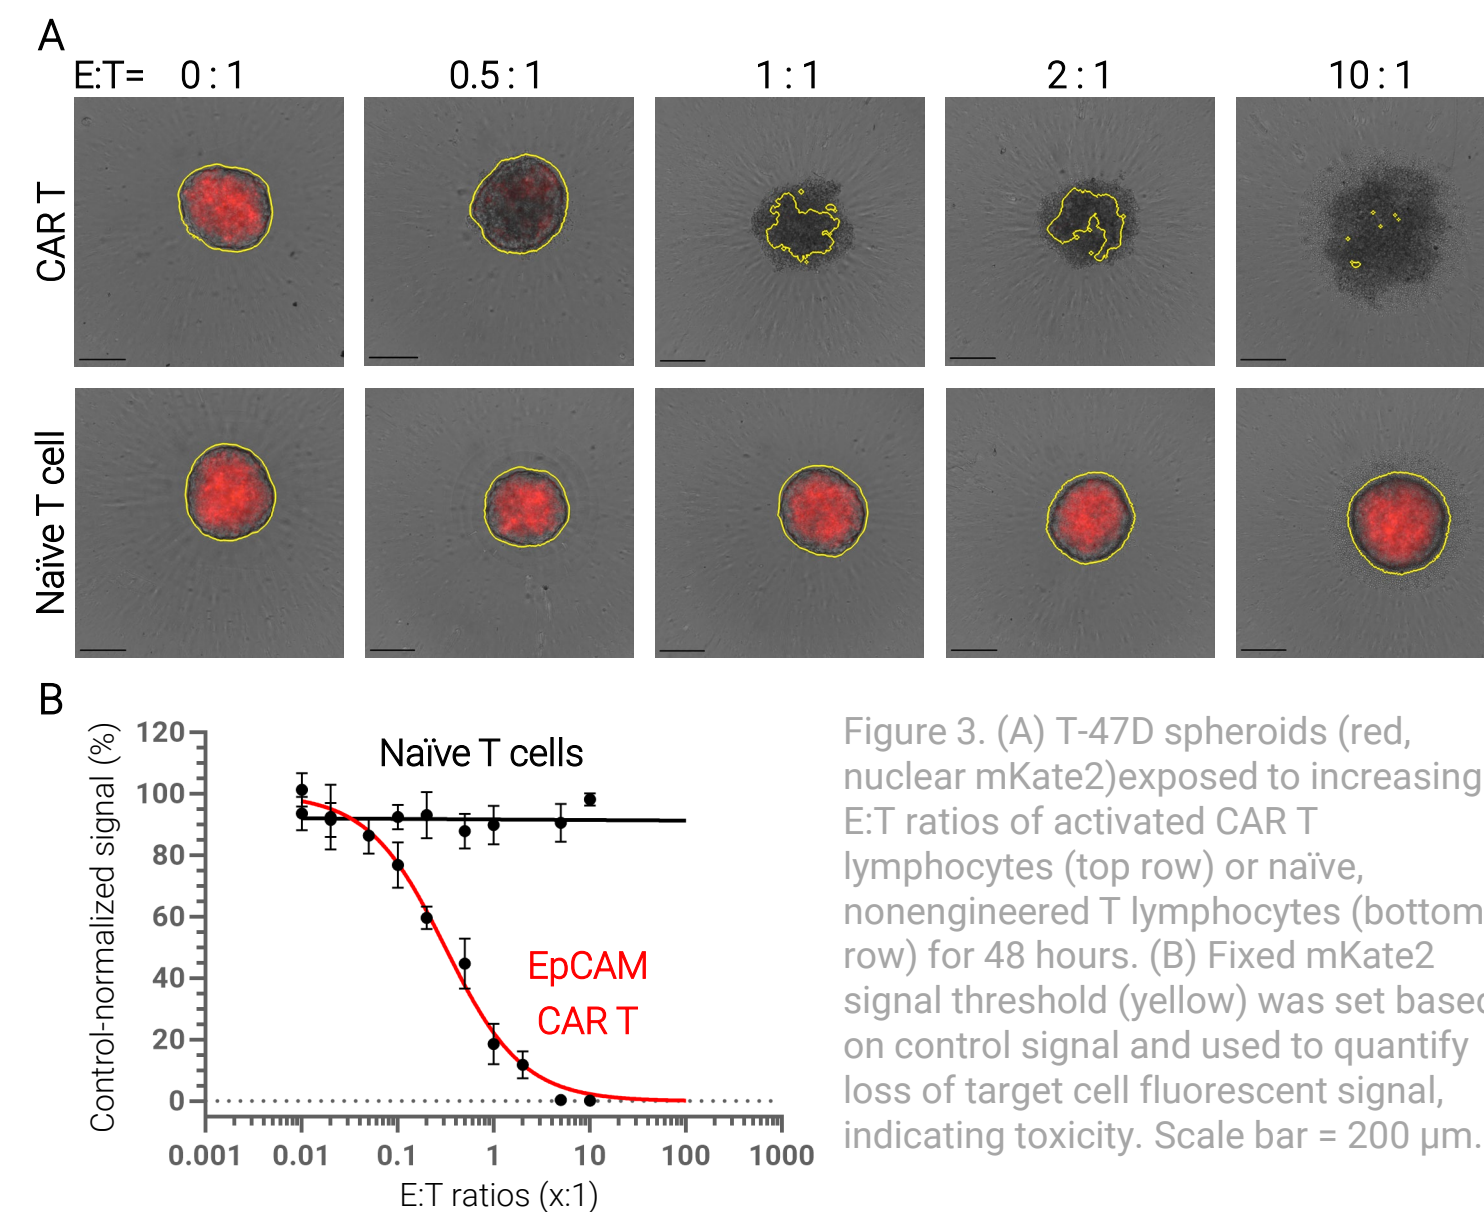 A
E:T= 0 : 1 0.5 : 1 1 : 1 2 : 1 10 : 1
CAR T
Naïve T cell
B
Control-normalized signal (%)
120
100
80
60
40
20
0
Naïve T cells
EpCAM
CAR T
0.001 0.01 0.1 1 10 100 1000
E:T ratios (x:1)
Figure 3. (A) T-47D spheroids (red,
nuclear mKate2)exposed to increasing
E:T ratios of activated CAR T
lymphocytes (top row) or naïve,
nonengineered T lymphocytes (bottom
row) for 48 hours. (B) Fixed mKate2
signal threshold (yellow) was set based
on control signal and used to quantify
loss of target cell fluorescent signal,
indicating toxicity. Scale bar = 200 µm.